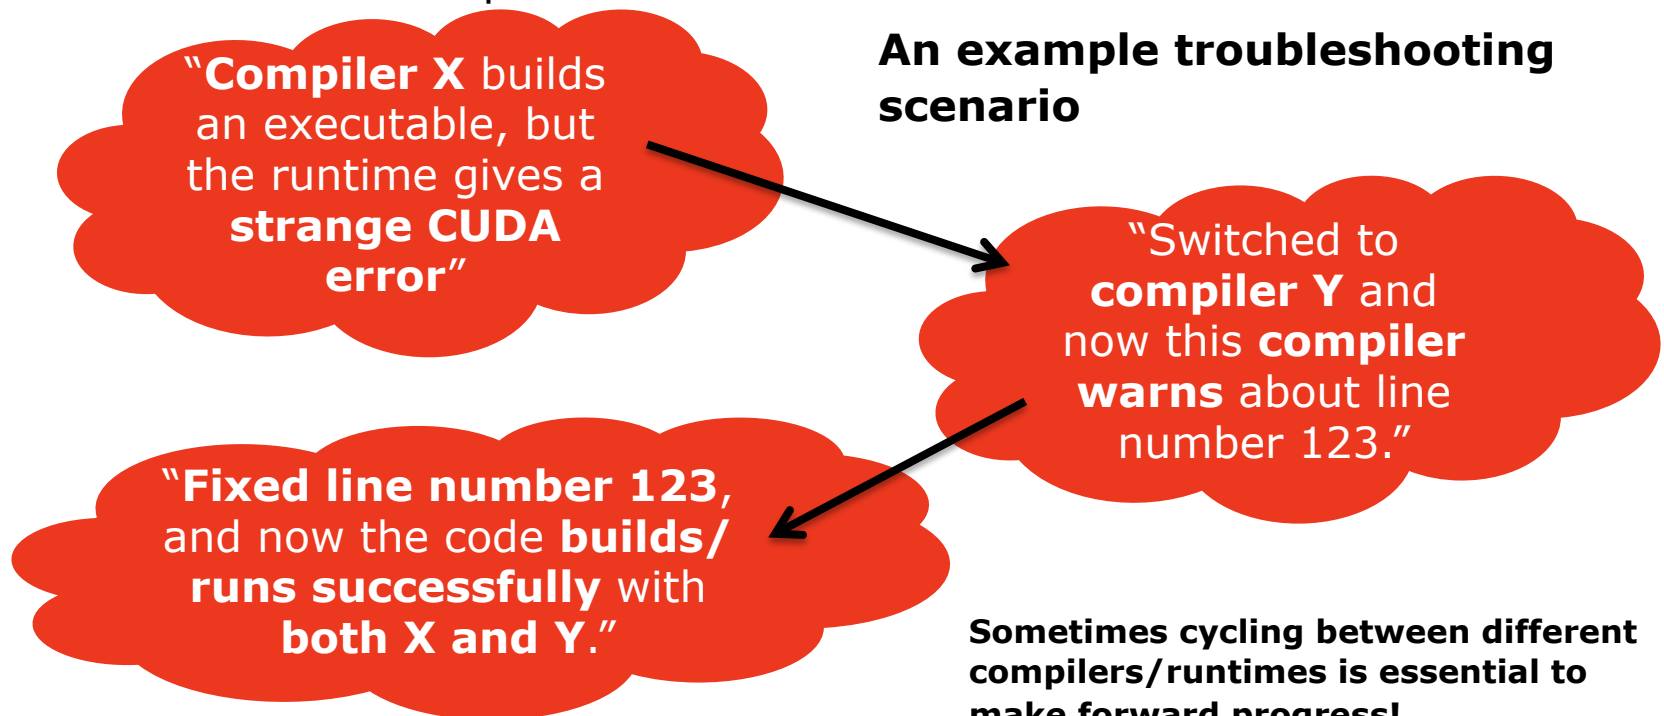 An example troubleshooting
scenario
“Compiler X builds
an executable, but
the runtime gives a
strange CUDA
error”
“Switched to
compiler Y and
now this compiler
warns about line
number 123.”
“Fixed line number 123,
and now the code builds/
runs successfully with
both X and Y.”
Sometimes cycling between different
compilers/runtimes is essential to
make forward progress!